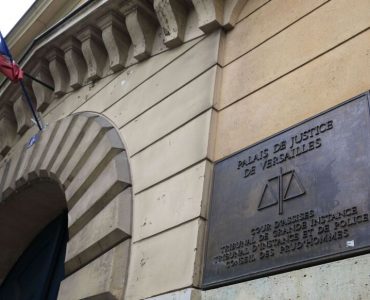 PALAIS DE JUSTICE
DE VERSAILLES
COUR D'ASSISES
TRIBUNAL DE GRANDE INSTANCE
TRIBUNAL D'INSTANCE ET DE POLICE
CONSEIL DES PRUD'HOMMES